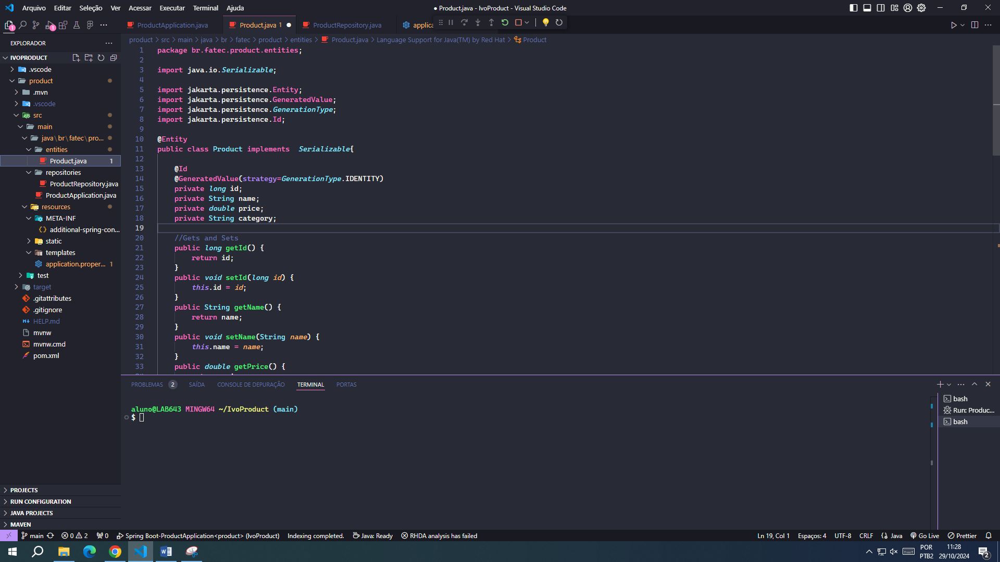 Arquivo Editar Seleção Ver Acessar Executar Terminal Ajuda
● Product.java - IvoProduct - Visual Studio Code
1 1
ProductApplication.java
Product.java 1
ProductRepository.java
applica
EXPLORADOR
product > src > main > java > br > fatec > product > entities > Product.java > Language Support for Java(TM) by Red Hat > Product
IVOPRODUCT
.vscode
product
.mvn
.vscode
src
main
java\br\fatec\pro...
entities
Product.java 1
repositories
ProductRepository.java
ProductApplication.java
resources
META-INF
additional-spring-con...
static
templates
application.proper... 1
test
target
.gitattributes
.gitignore
HELP.md
mvnw
mvnw.cmd
pom.xml
PROJECTS
RUN CONFIGURATION
JAVA PROJECTS
MAVEN
1 package br.fatec.product.entities;
2
3 import java.io.Serializable;
4
5 import jakarta.persistence.Entity;
6 import jakarta.persistence.GeneratedValue;
7 import jakarta.persistence.GenerationType;
8 import jakarta.persistence.Id;
9
10 @Entity
11 public class Product implements  Serializable{
12
13 @Id
14 @GeneratedValue(strategy=GenerationType.IDENTITY)
15 private long id;
16 private String name;
17 private double price;
18 private String category;
19
20 //Gets and Sets
21 public long getId() {
22 return id;
23 }
24 public void setId(long id) {
25 this.id = id;
26 }
27 public String getName() {
28 return name;
29 }
30 public void setName(String name) {
31 this.name = name;
32 }
33 public double getPrice() {
PROBLEMAS 2 SAÍDA CONSOLE DE DEPURAÇÃO TERMINAL PORTAS
aluno@LAB643 MINGW64 ~/IvoProduct (main)
$
bash
Run: Produc...
bash
main 0 2 0 Spring Boot-ProductApplication<product> (IvoProduct) Indexing completed. Java: Ready RHDA analysis has failed
Ln 19, Col 1 Espaços: 4 UTF-8 CRLF Java Go Live Prettier
POR
PTB2
11:28
29/10/2024
2